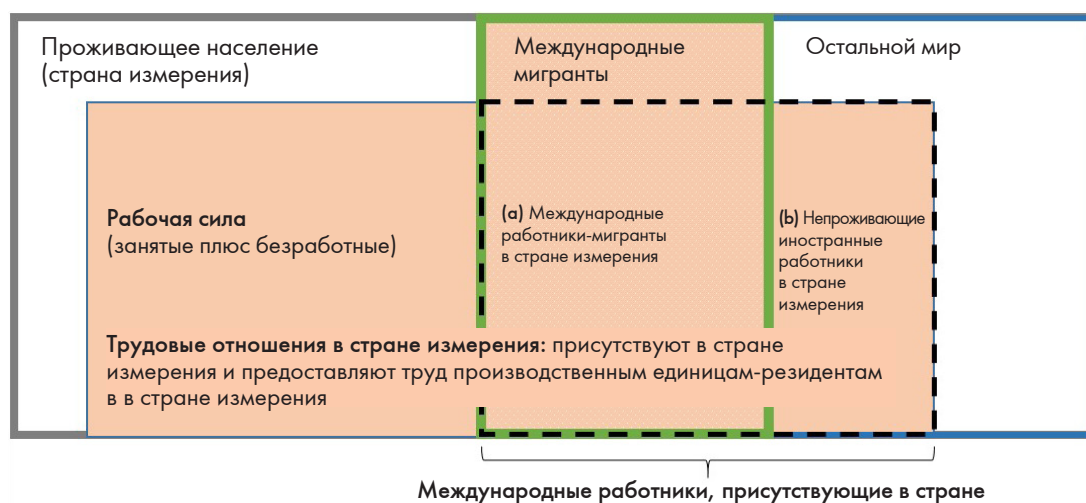 Проживающее население
(страна измерения)
Международные
мигранты
Остальной мир
Рабочая сила
(занятые плюс безработные)
(a) Международные
работники-мигранты
в стране измерения
(b) Непроживающие
иностранные
работники
в стране
измерения
Трудовые отношения в стране измерения: присутствуют в стране
измерения и предоставляют труд производственным единицам-резидентам
в в стране измерения
Международные работники, присутствующие в стране